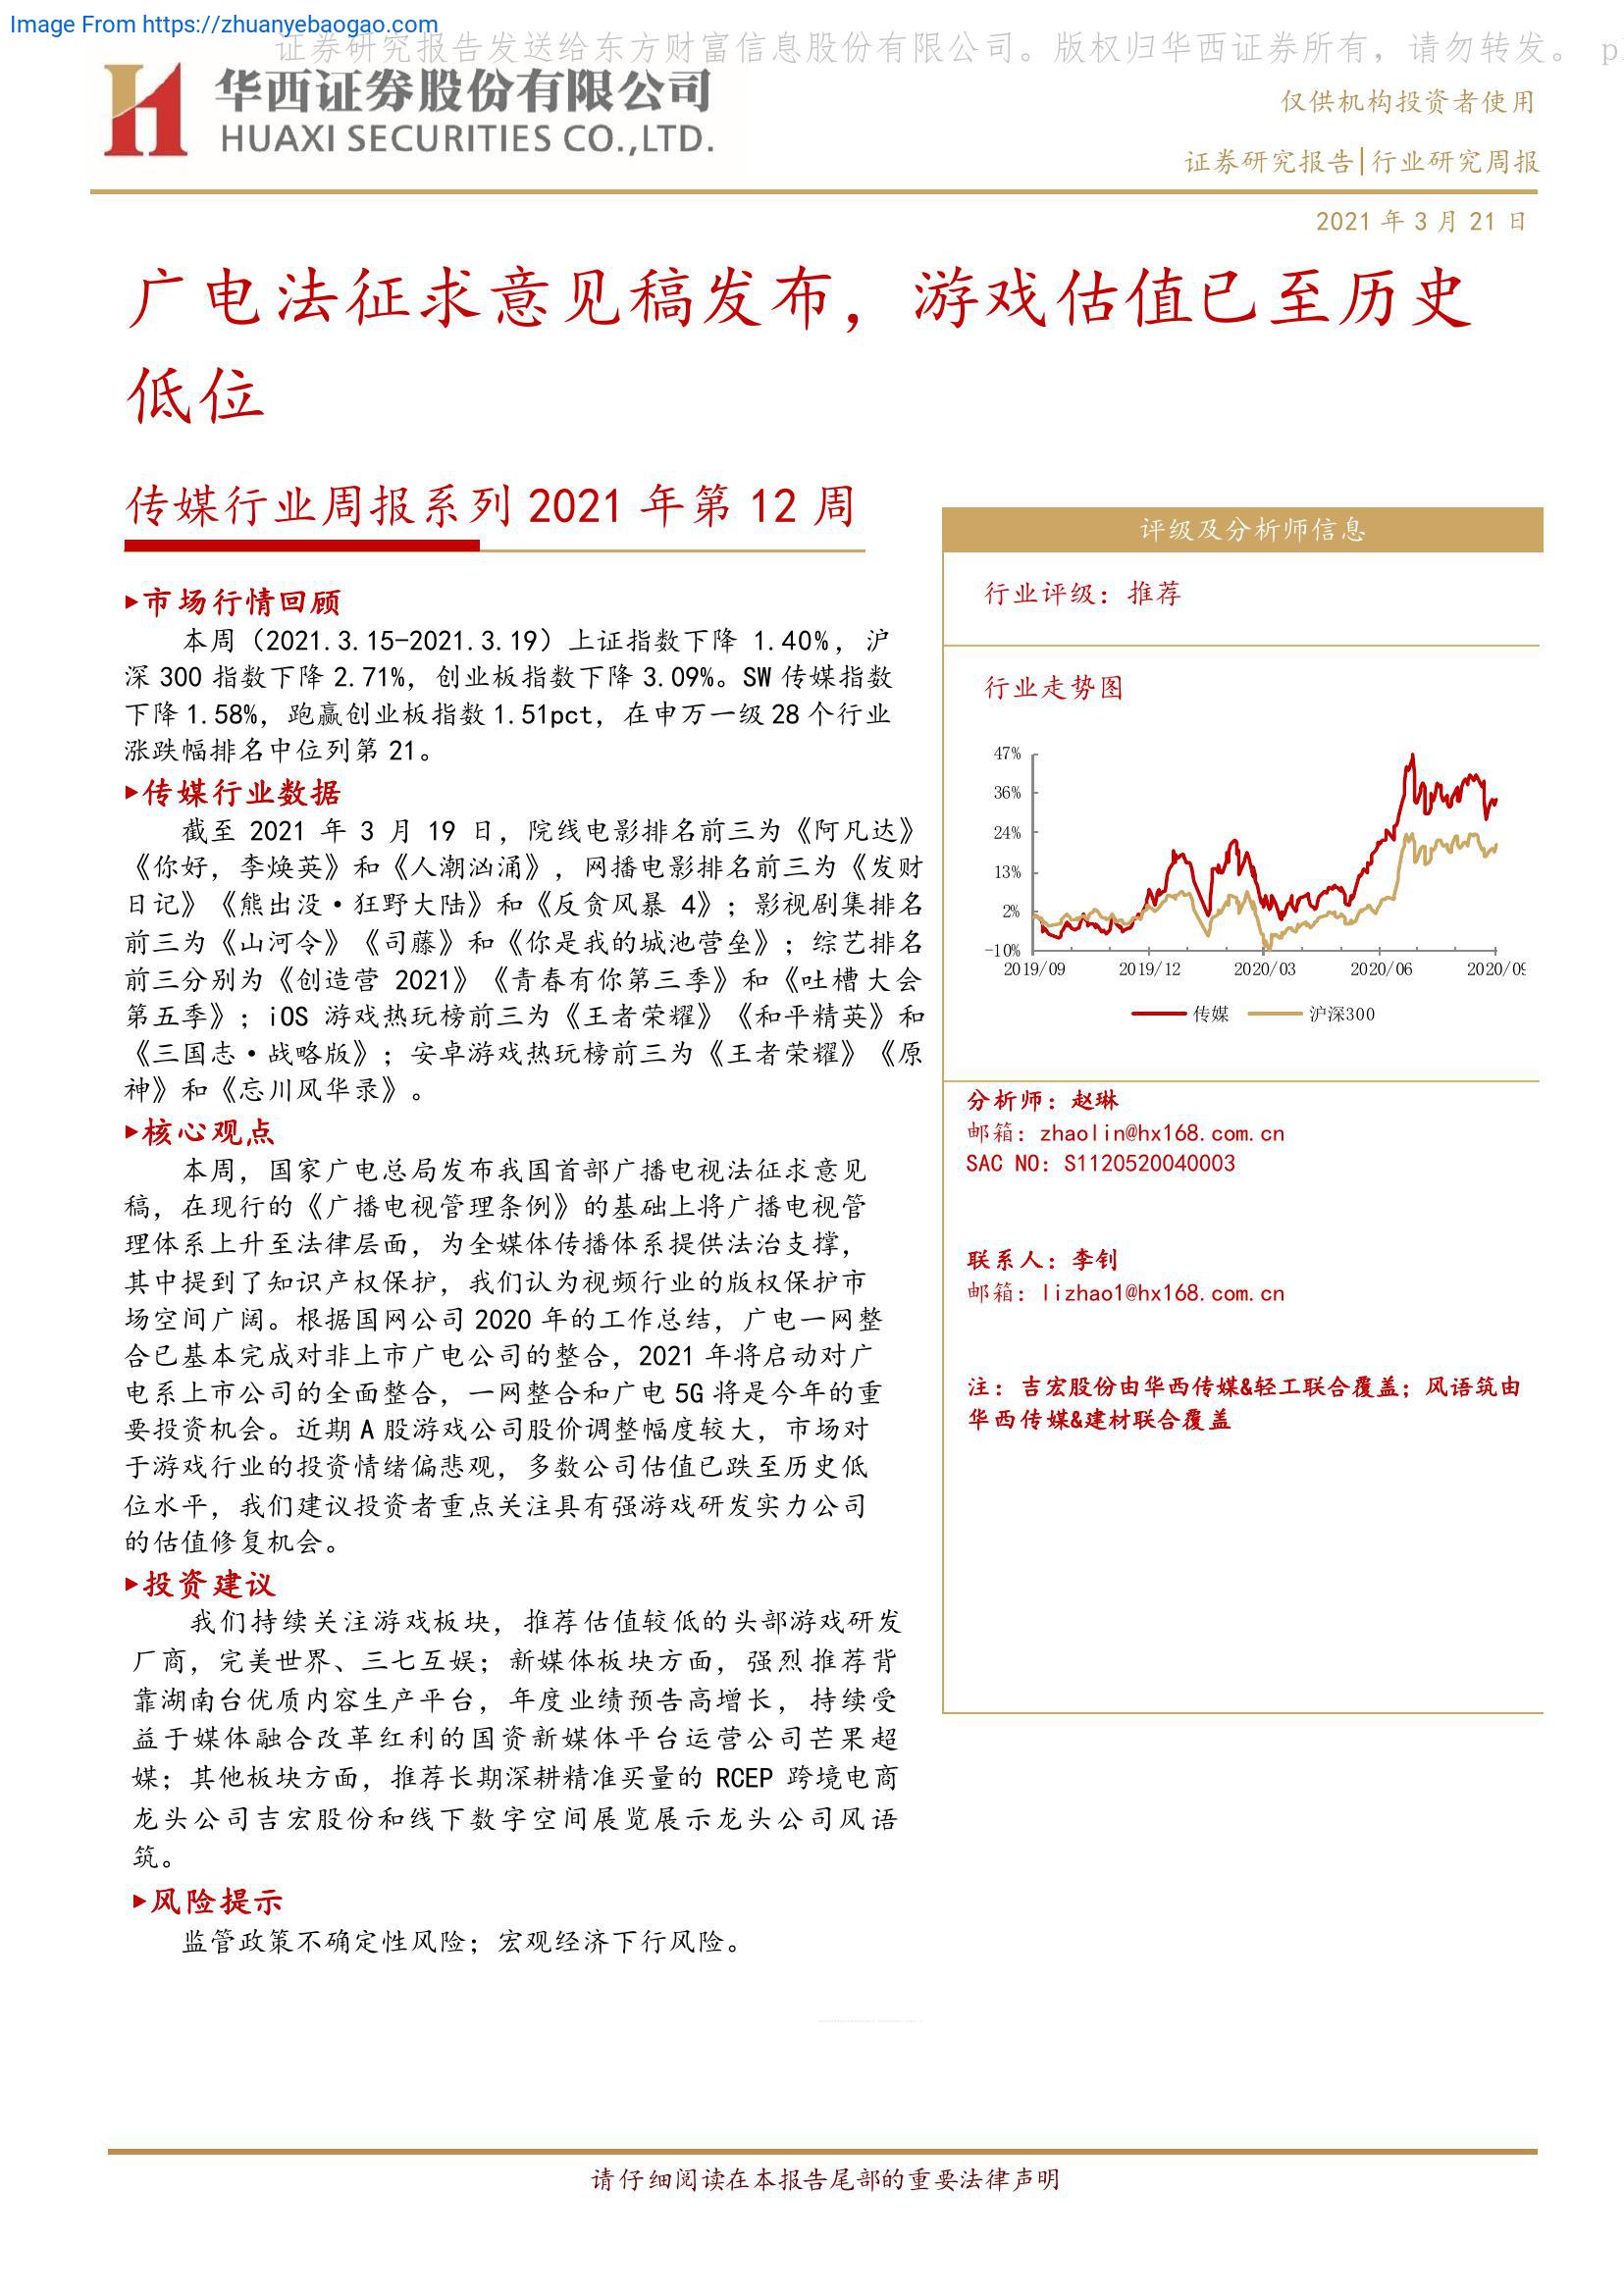 Image From https://zhuanyebaogao.com
证券研究报告发送给东方财富信息股份有限公司。版权归华西证券所有，请勿转发。 p
华西证券股份有限公司
HUAXI SECURITIES CO.,LTD.
仅供机构投资者使用
证券研究报告|行业研究周报
2021 年 3 月 21 日
广电法征求意见稿发布，游戏估值已至历史
低位
传媒行业周报系列 2021 年第 12 周
▸市场行情回顾
本周（2021.3.15-2021.3.19）上证指数下降 1.40%，沪
深 300 指数下降 2.71%，创业板指数下降 3.09%。SW 传媒指数
下降 1.58%，跑赢创业板指数 1.51pct，在申万一级 28 个行业
涨跌幅排名中位列第 21。
▸传媒行业数据
截至 2021 年 3 月 19 日，院线电影排名前三为《阿凡达》
《你好，李焕英》和《人潮汹涌》，网播电影排名前三为《发财
日记》《熊出没·狂野大陆》和《反贪风暴 4》；影视剧集排名
前三为《山河令》《司藤》和《你是我的城池营垒》；综艺排名
前三分别为《创造营 2021》《青春有你第三季》和《吐槽大会
第五季》；iOS 游戏热玩榜前三为《王者荣耀》《和平精英》和
《三国志·战略版》；安卓游戏热玩榜前三为《王者荣耀》《原
神》和《忘川风华录》。
▸核心观点
本周，国家广电总局发布我国首部广播电视法征求意见
稿，在现行的《广播电视管理条例》的基础上将广播电视管
理体系上升至法律层面，为全媒体传播体系提供法治支撑，
其中提到了知识产权保护，我们认为视频行业的版权保护市
场空间广阔。根据国网公司 2020 年的工作总结，广电一网整
合已基本完成对非上市广电公司的整合，2021 年将启动对广
电系上市公司的全面整合，一网整合和广电 5G 将是今年的重
要投资机会。近期 A 股游戏公司股价调整幅度较大，市场对
于游戏行业的投资情绪偏悲观，多数公司估值已跌至历史低
位水平，我们建议投资者重点关注具有强游戏研发实力公司
的估值修复机会。
▸投资建议
我们持续关注游戏板块，推荐估值较低的头部游戏研发
厂商，完美世界、三七互娱；新媒体板块方面，强烈推荐背
靠湖南台优质内容生产平台，年度业绩预告高增长，持续受
益于媒体融合改革红利的国资新媒体平台运营公司芒果超
媒；其他板块方面，推荐长期深耕精准买量的 RCEP 跨境电商
龙头公司吉宏股份和线下数字空间展览展示龙头公司风语
筑。
▸风险提示
监管政策不确定性风险；宏观经济下行风险。
评级及分析师信息
行业评级：推荐
行业走势图
47%
36%
24%
13%
2%
-10%
2019/09 2019/12 2020/03 2020/06 2020/09
传媒 沪深300
分析师：赵琳
邮箱：zhaolin@hx168.com.cn
SAC NO：S1120520040003
联系人：李钊
邮箱：lizhao1@hx168.com.cn
注：吉宏股份由华西传媒&轻工联合覆盖；风语筑由
华西传媒&建材联合覆盖
请仔细阅读在本报告尾部的重要法律声明